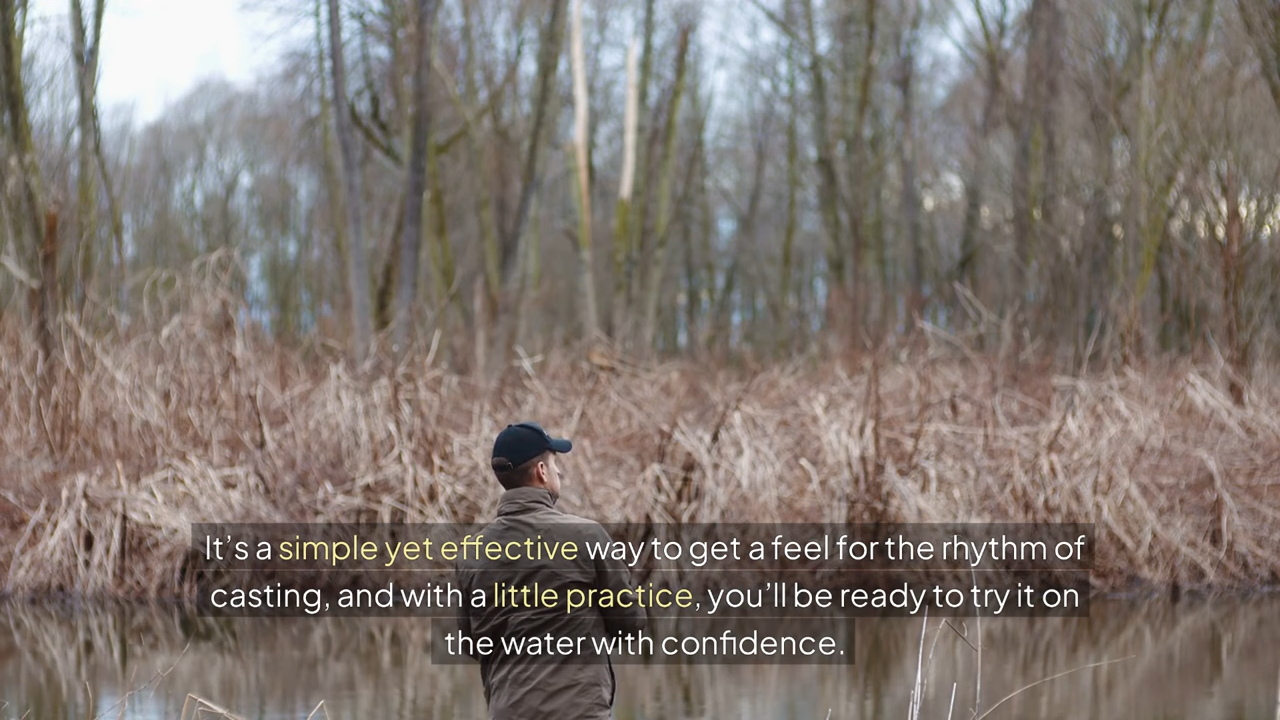 It’s a simple yet effective way to get a feel for the rhythm of
casting, and with a little practice, you’ll be ready to try it on
the water with confidence.